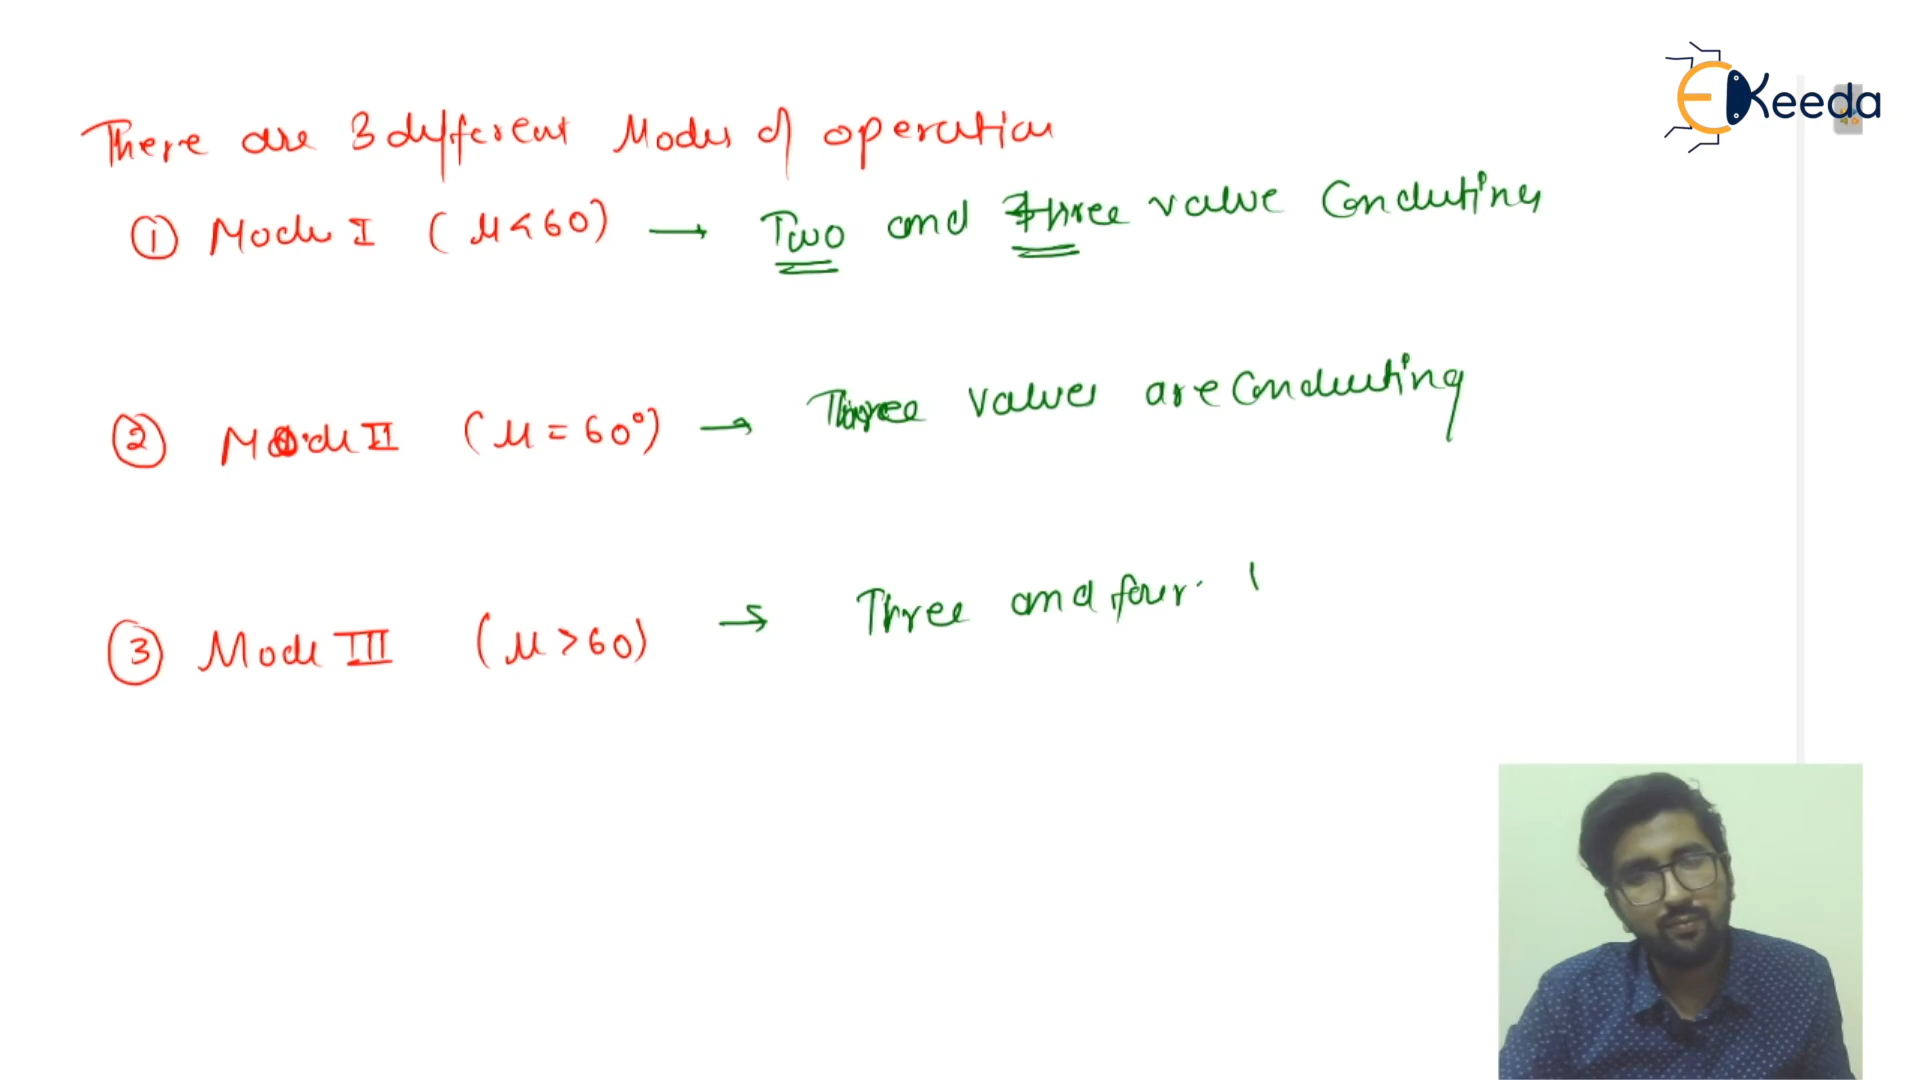 EKeeda
There are 3 different Modes of operation
① Mode I (μ < 60) → Two and three valve Conducting
② Mode II (μ = 60°) → Three valves are Conducting
③ Mode III (μ > 60) → Three and four